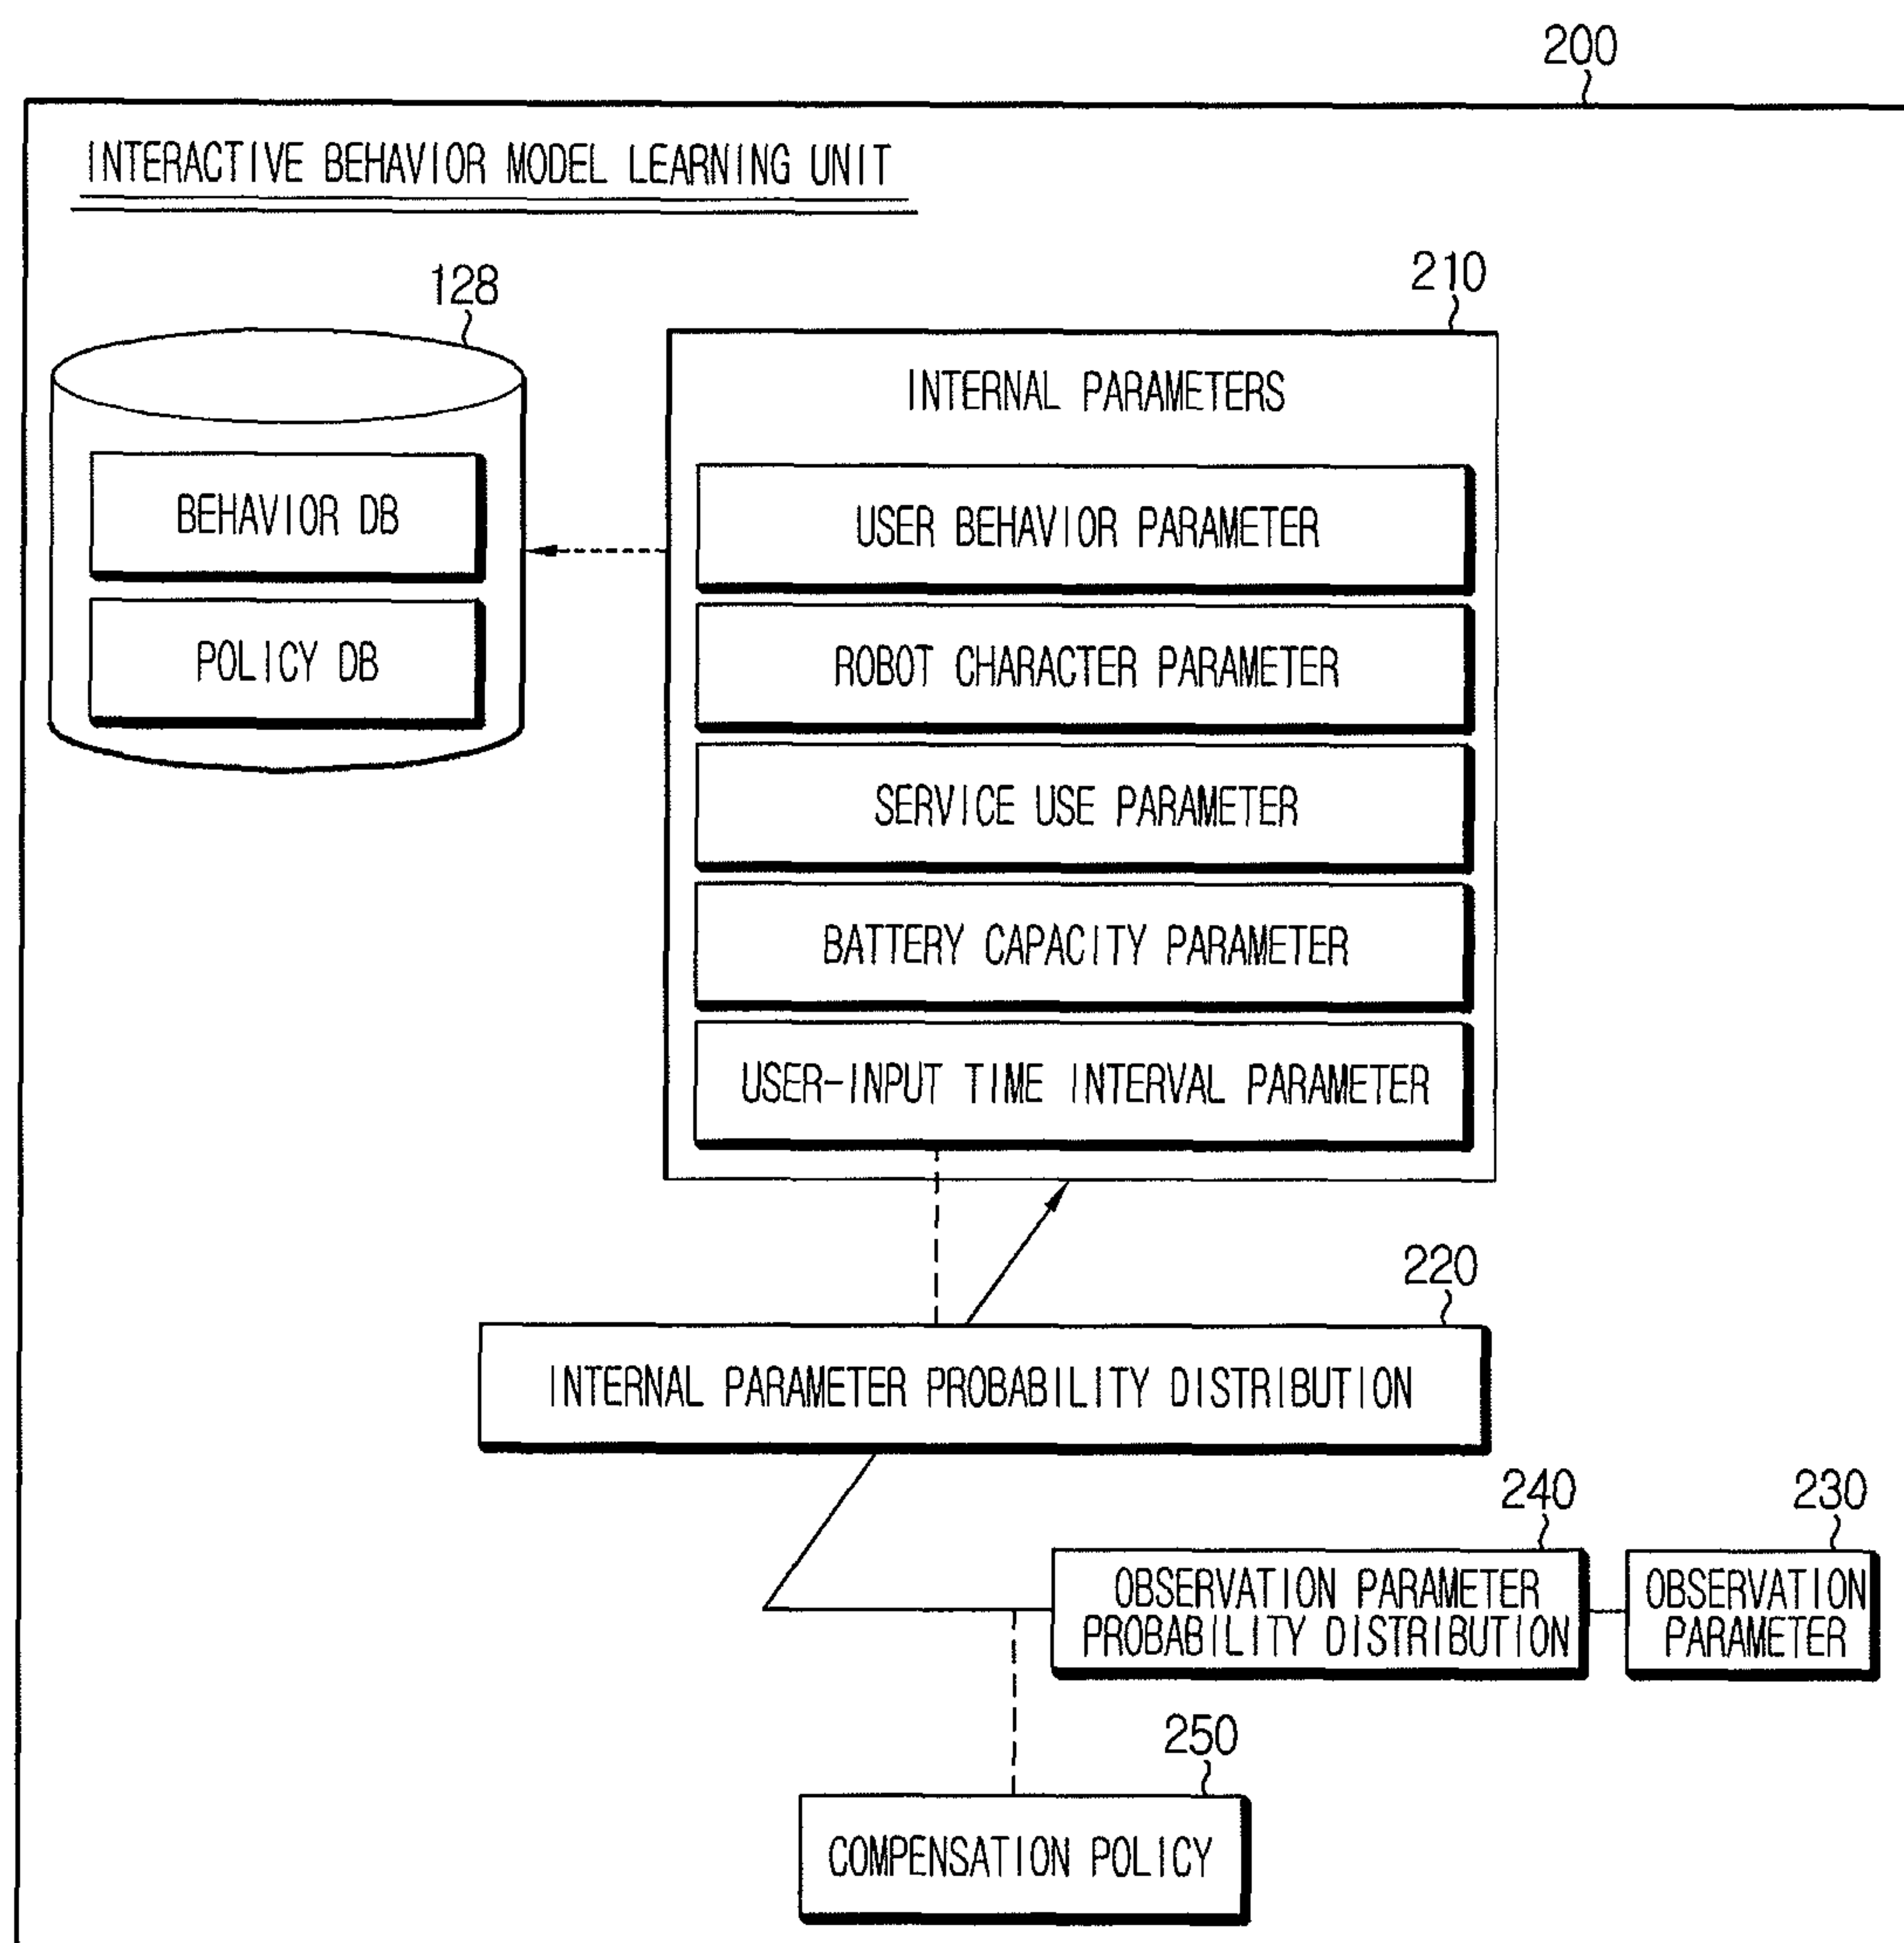 200
INTERACTIVE BEHAVIOR MODEL LEARNING UNIT
128
210
INTERNAL PARAMETERS
BEHAVIOR DB
POLICY DB
USER BEHAVIOR PARAMETER
ROBOT CHARACTER PARAMETER
SERVICE USE PARAMETER
BATTERY CAPACITY PARAMETER
USER-INPUT TIME INTERVAL PARAMETER
220
INTERNAL PARAMETER PROBABILITY DISTRIBUTION
240
230
OBSERVATION PARAMETER
PROBABILITY DISTRIBUTION
OBSERVATION
PARAMETER
250
COMPENSATION POLICY